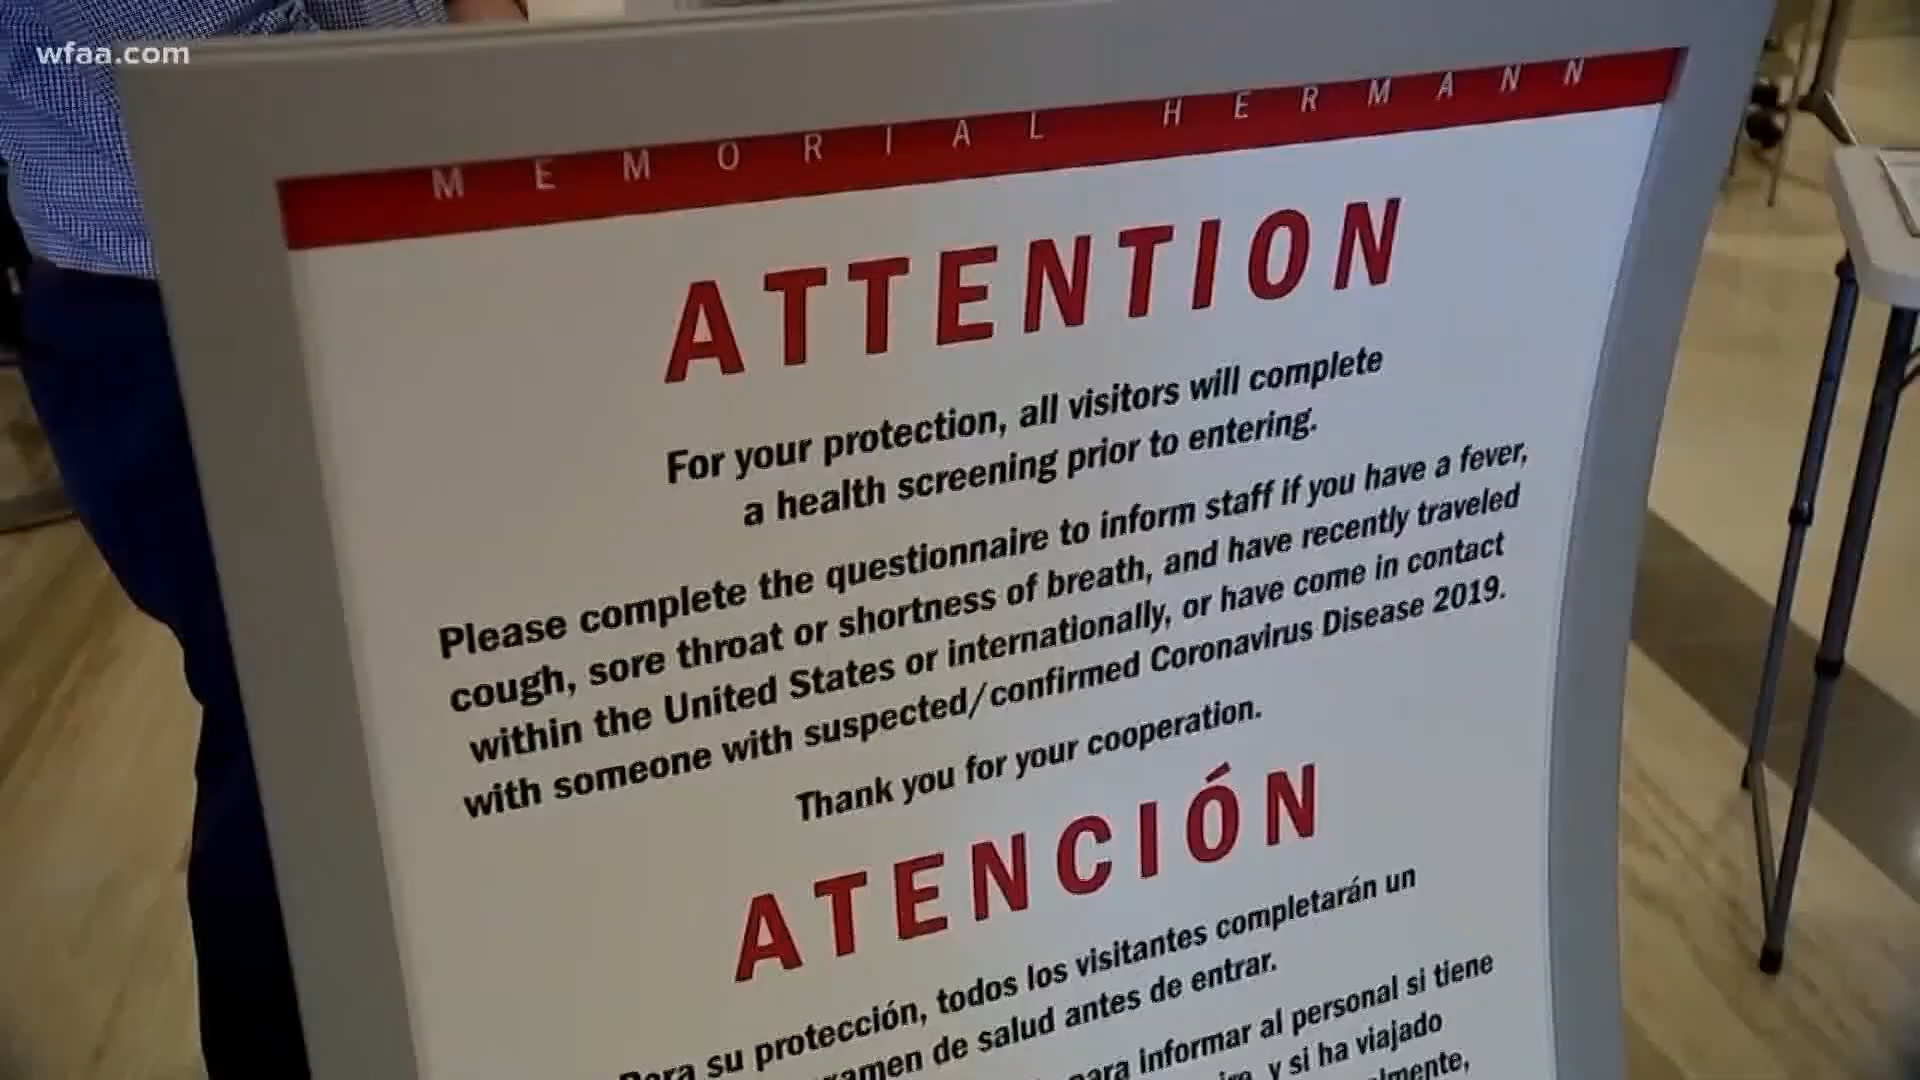 wfaa.com
MEMORIAL HERMANN
ATTENTION
For your protection, all visitors will complete
a health screening prior to entering.
Please complete the questionnaire to inform staff if you have a fever,
cough, sore throat or shortness of breath, and have recently traveled
within the United States or internationally, or have come in contact
with someone with suspected/confirmed Coronavirus Disease 2019.
Thank you for your cooperation.
ATENCIÓN
su protección, todos los visitantes completarán un
de salud antes de entrar.
informar al personal si tiene
y si ha viajado